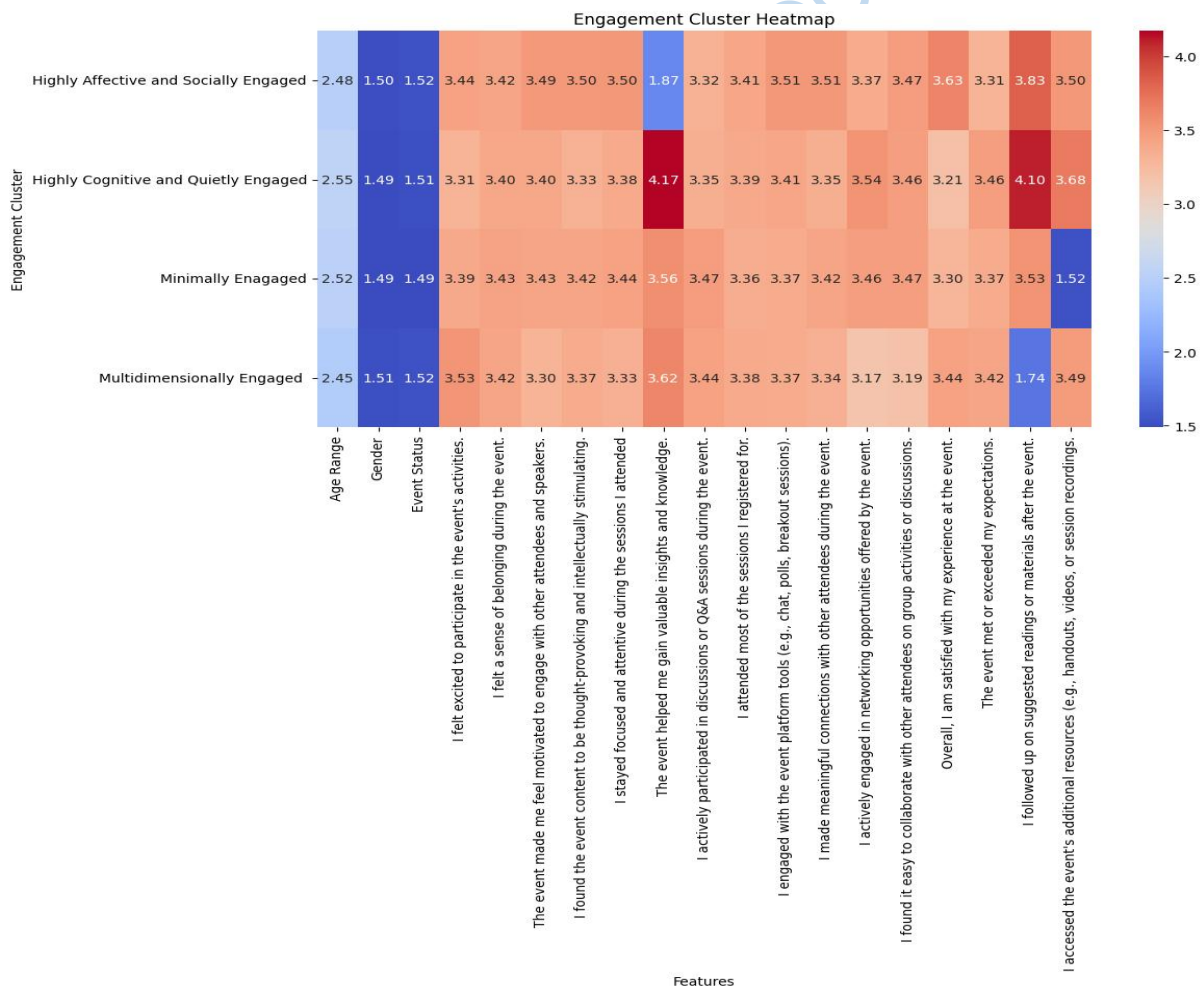 Engagement Cluster Heatmap
Engagement Cluster
Highly Affective and Socially Engaged
2.48 1.50 1.52 3.44 3.42 3.49 3.50 3.50 1.87 3.32 3.41 3.51 3.51 3.37 3.47 3.63 3.31 3.83 3.50
Highly Cognitive and Quietly Engaged
2.55 1.49 1.51 3.31 3.40 3.40 3.33 3.38 4.17 3.35 3.39 3.41 3.35 3.54 3.46 3.21 3.46 4.10 3.68
Minimally Enagaged
2.52 1.49 1.49 3.39 3.43 3.43 3.42 3.44 3.56 3.47 3.36 3.37 3.42 3.46 3.47 3.30 3.37 3.53 1.52
Multidimensionally Engaged
2.45 1.51 1.52 3.53 3.42 3.30 3.37 3.33 3.62 3.44 3.38 3.37 3.34 3.17 3.19 3.44 3.42 1.74 3.49
4.0
3.5
3.0
2.5
2.0
1.5
Age Range
Gender
Event Status
I felt excited to participate in the event's activities.
I felt a sense of belonging during the event.
The event made me feel motivated to engage with other attendees and speakers.
I found the event content to be thought-provoking and intellectually stimulating.
I stayed focused and attentive during the sessions I attended
The event helped me gain valuable insights and knowledge.
I actively participated in discussions or Q&A sessions during the event.
I attended most of the sessions I registered for.
I engaged with the event platform tools (e.g., chat, polls, breakout sessions).
I made meaningful connections with other attendees during the event.
I actively engaged in networking opportunities offered by the event.
I found it easy to collaborate with other attendees on group activities or discussions.
Overall, I am satisfied with my experience at the event.
The event met or exceeded my expectations.
I followed up on suggested readings or materials after the event.
I accessed the event's additional resources (e.g., handouts, videos, or session recordings.
Features